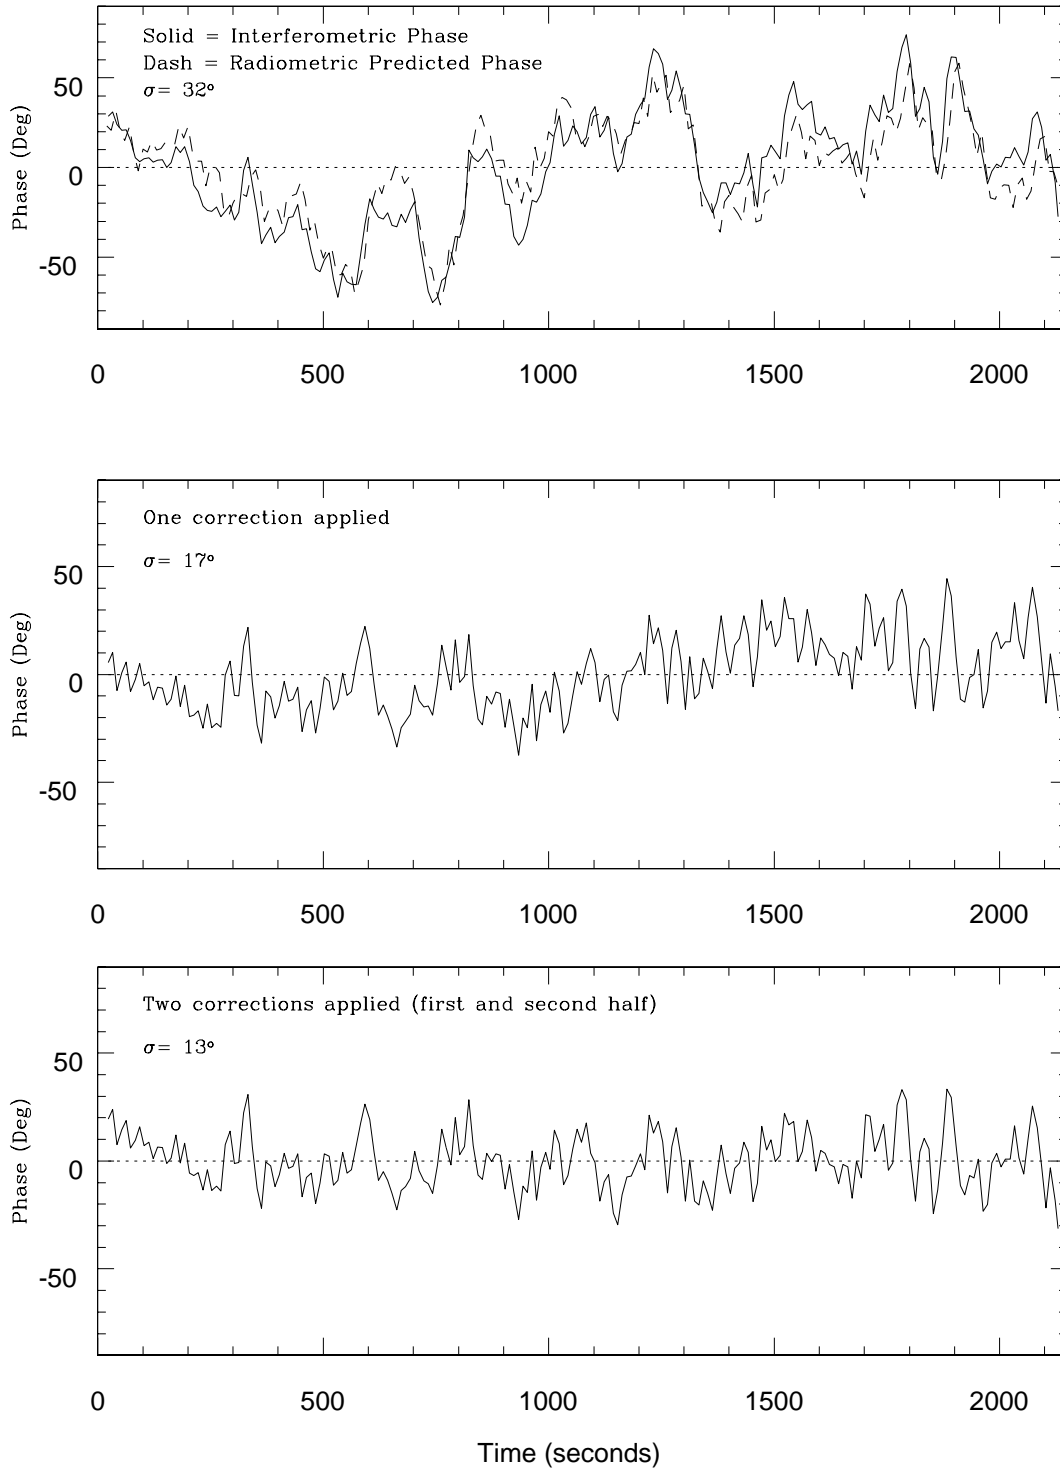 Solid = Interferometric Phase
Dash = Radiometric Predicted Phase
σ= 32°
50
0
-50
Phase (Deg)
0 500 1000 1500 2000
One correction applied
σ= 17°
50
0
-50
Phase (Deg)
0 500 1000 1500 2000
Two corrections applied (first and second half)
σ= 13°
50
0
-50
Phase (Deg)
0 500 1000 1500 2000
Time (seconds)